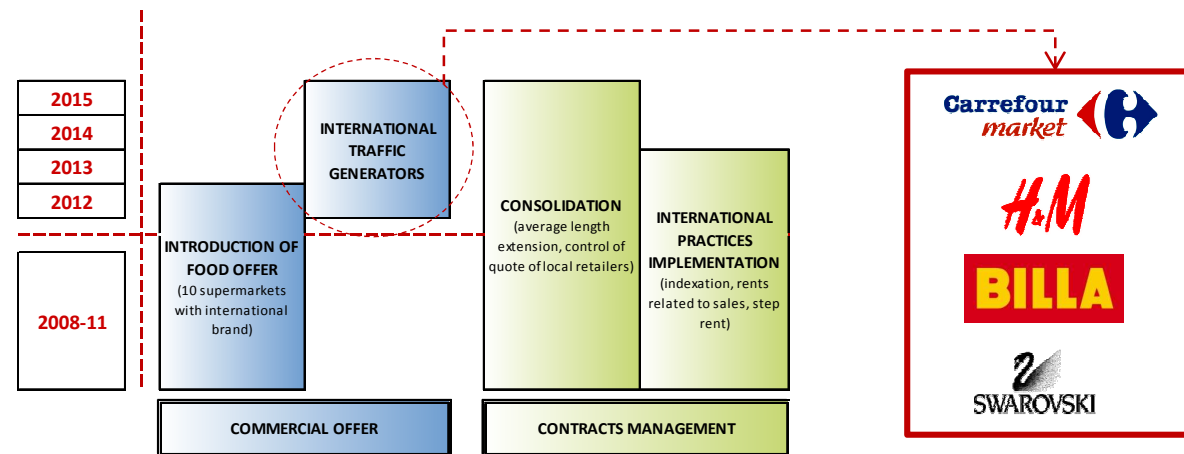 2015
2014
2013
2012
2008-11
INTRODUCTION OF
FOOD OFFER
(10 supermarkets
with international
brand)
INTERNATIONAL
TRAFFIC
GENERATORS
COMMERCIAL OFFER
CONSOLIDATION
(average length
extension, control of
quote of local retailers)
INTERNATIONAL
PRACTICES
IMPLEMENTATION
(indexation, rents
related to sales, step
rent)
CONTRACTS MANAGEMENT
Carrefour
market
H&M
BILLA
SWAROVSKI